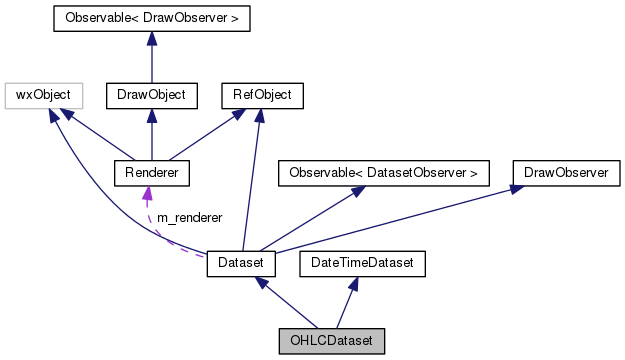 Observable< DrawObserver >
wxObject
DrawObject
RefObject
Renderer
Observable< DatasetObserver >
DrawObserver
m_renderer
Dataset
DateTimeDataset
OHLCDataset